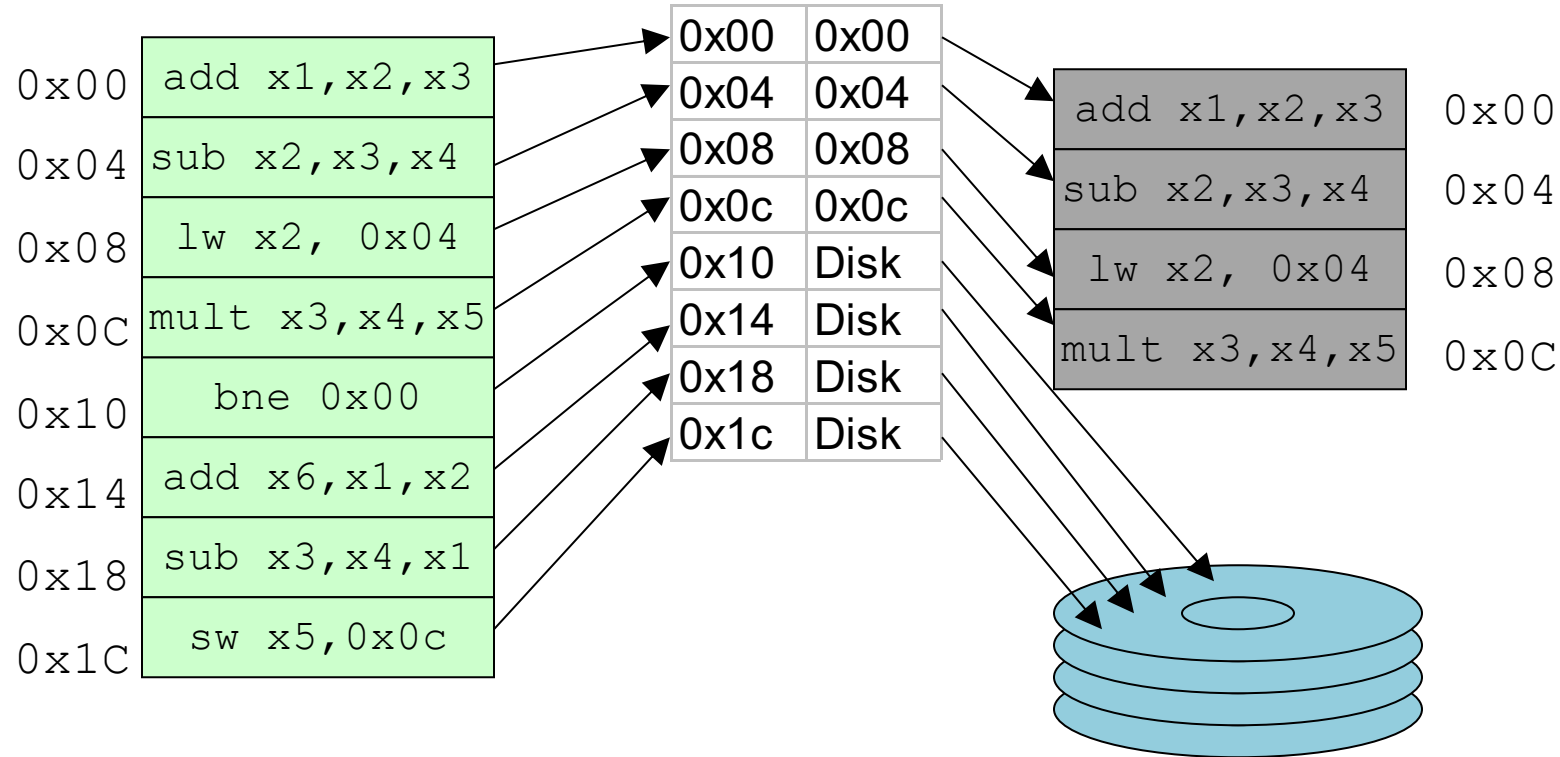 0x00 add x1,x2,x3
0x04 sub x2,x3,x4
0x08 lw x2, 0x04
0x0C mult x3,x4,x5
0x10 bne 0x00
0x14 add x6,x1,x2
0x18 sub x3,x4,x1
0x1C sw x5,0x0c
0x00 0x00
0x04 0x04
0x08 0x08
0x0c 0x0c
0x10 Disk
0x14 Disk
0x18 Disk
0x1c Disk
add x1,x2,x3 0x00
sub x2,x3,x4 0x04
lw x2, 0x04 0x08
mult x3,x4,x5 0x0C